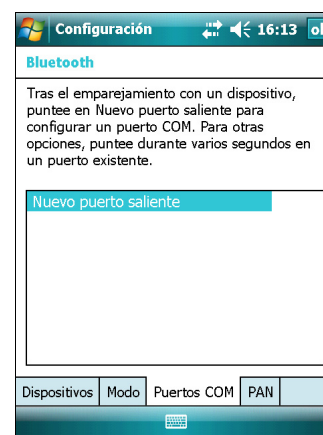 Configuración 16:13 ok
Bluetooth
Tras el emparejamiento con un dispositivo,
puntee en Nuevo puerto saliente para
configurar un puerto COM. Para otras
opciones, puntee durante varios segundos en
un puerto existente.
Nuevo puerto saliente
Dispositivos Modo Puertos COM PAN